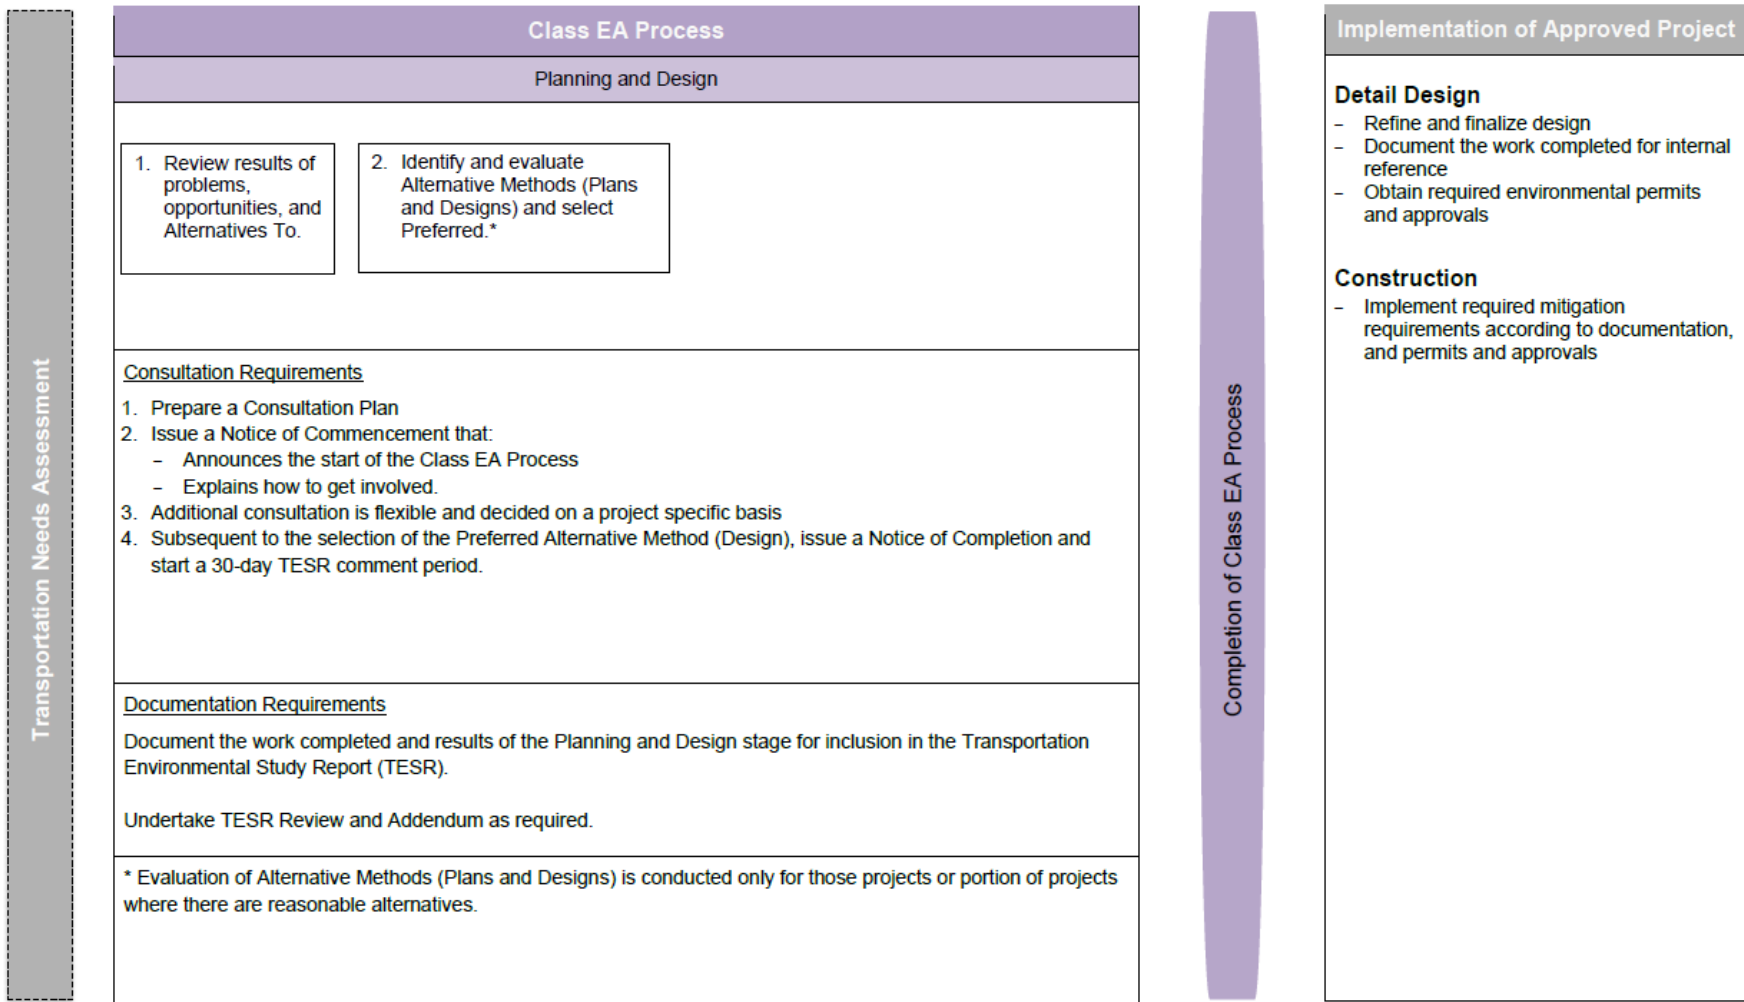 Transportation Needs Assessment
Class EA Process
Planning and Design
1. Review results of
problems,
opportunities, and
Alternatives To.
2. Identify and evaluate
Alternative Methods (Plans
and Designs) and select
Preferred.*
Consultation Requirements
1. Prepare a Consultation Plan
2. Issue a Notice of Commencement that:
– Announces the start of the Class EA Process
– Explains how to get involved.
3. Additional consultation is flexible and decided on a project specific basis
4. Subsequent to the selection of the Preferred Alternative Method (Design), issue a Notice of Completion and
start a 30-day TESR comment period.
Documentation Requirements
Document the work completed and results of the Planning and Design stage for inclusion in the Transportation
Environmental Study Report (TESR).
Undertake TESR Review and Addendum as required.
* Evaluation of Alternative Methods (Plans and Designs) is conducted only for those projects or portion of projects
where there are reasonable alternatives.
Completion of Class EA Process
Implementation of Approved Project
Detail Design
– Refine and finalize design
– Document the work completed for internal
reference
– Obtain required environmental permits
and approvals
Construction
– Implement required mitigation
requirements according to documentation,
and permits and approvals